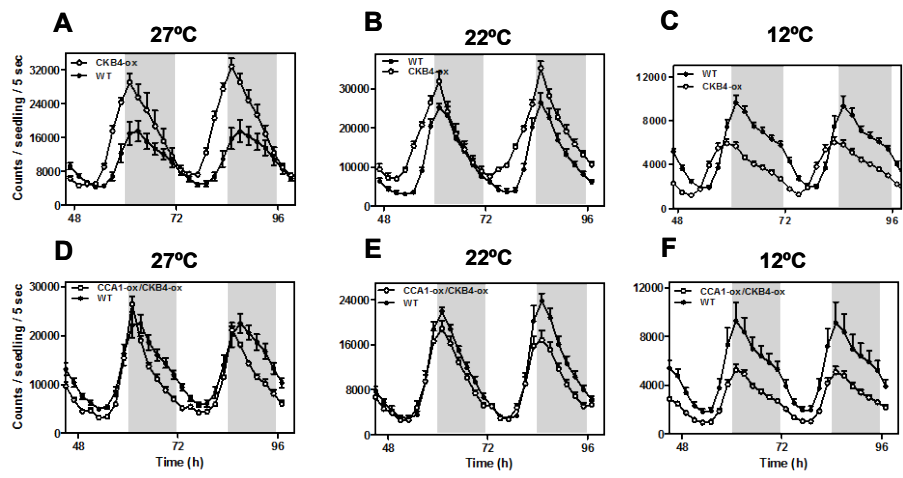 A
27ºC
B
22ºC
C
12ºC
Counts / seedling / 5 sec
32000
24000
16000
8000
0
CKB4-ox
WT
48
72
96
30000
20000
10000
0
WT
CKB4-ox
48
72
96
12000
8000
4000
0
WT
CKB4-ox
48
72
96
D
27ºC
E
22ºC
F
12ºC
Counts / seedling / 5 sec
30000
20000
10000
0
CCA1-ox/CKB4-ox
WT
48
72
96
Time (h)
24000
16000
8000
0
CCA1-ox/CKB4-ox
WT
48
72
96
Time (h)
12000
8000
4000
0
CCA1-ox/CKB4-ox
WT
48
72
96
Time (h)